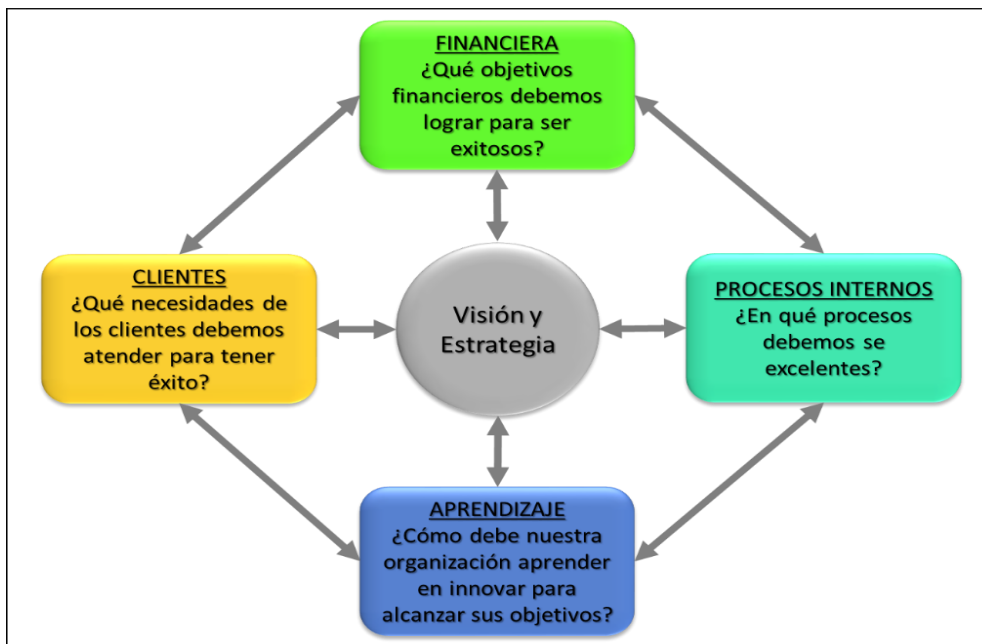 FINANCIERA
¿Qué objetivos
financieros debemos
lograr para ser
exitosos?
CLIENTES
¿Qué necesidades de
los clientes debemos
atender para tener
éxito?
Visión y
Estrategia
PROCESOS INTERNOS
¿En qué procesos
debemos se
excelentes?
APRENDIZAJE
¿Cómo debe nuestra
organización aprender
en innovar para
alcanzar sus objetivos?